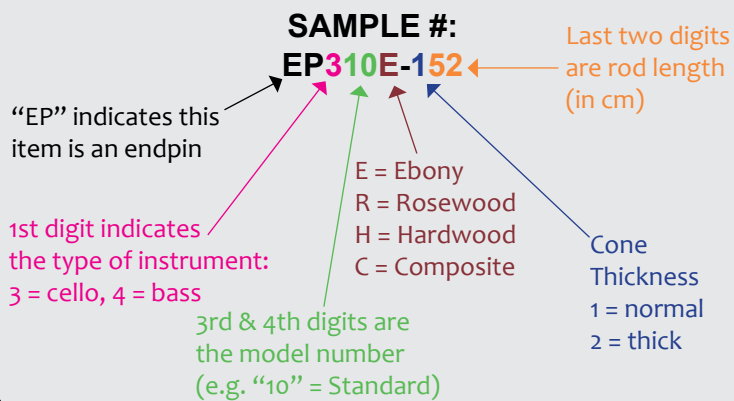 SAMPLE #:
EP310E-152
Last two digits
are rod length
(in cm)
“EP” indicates this
item is an endpin
E = Ebony
R = Rosewood
H = Hardwood
C = Composite
1st digit indicates
the type of instrument:
3 = cello, 4 = bass
Cone
Thickness
1 = normal
2 = thick
3rd & 4th digits are
the model number
(e.g. “10” = Standard)